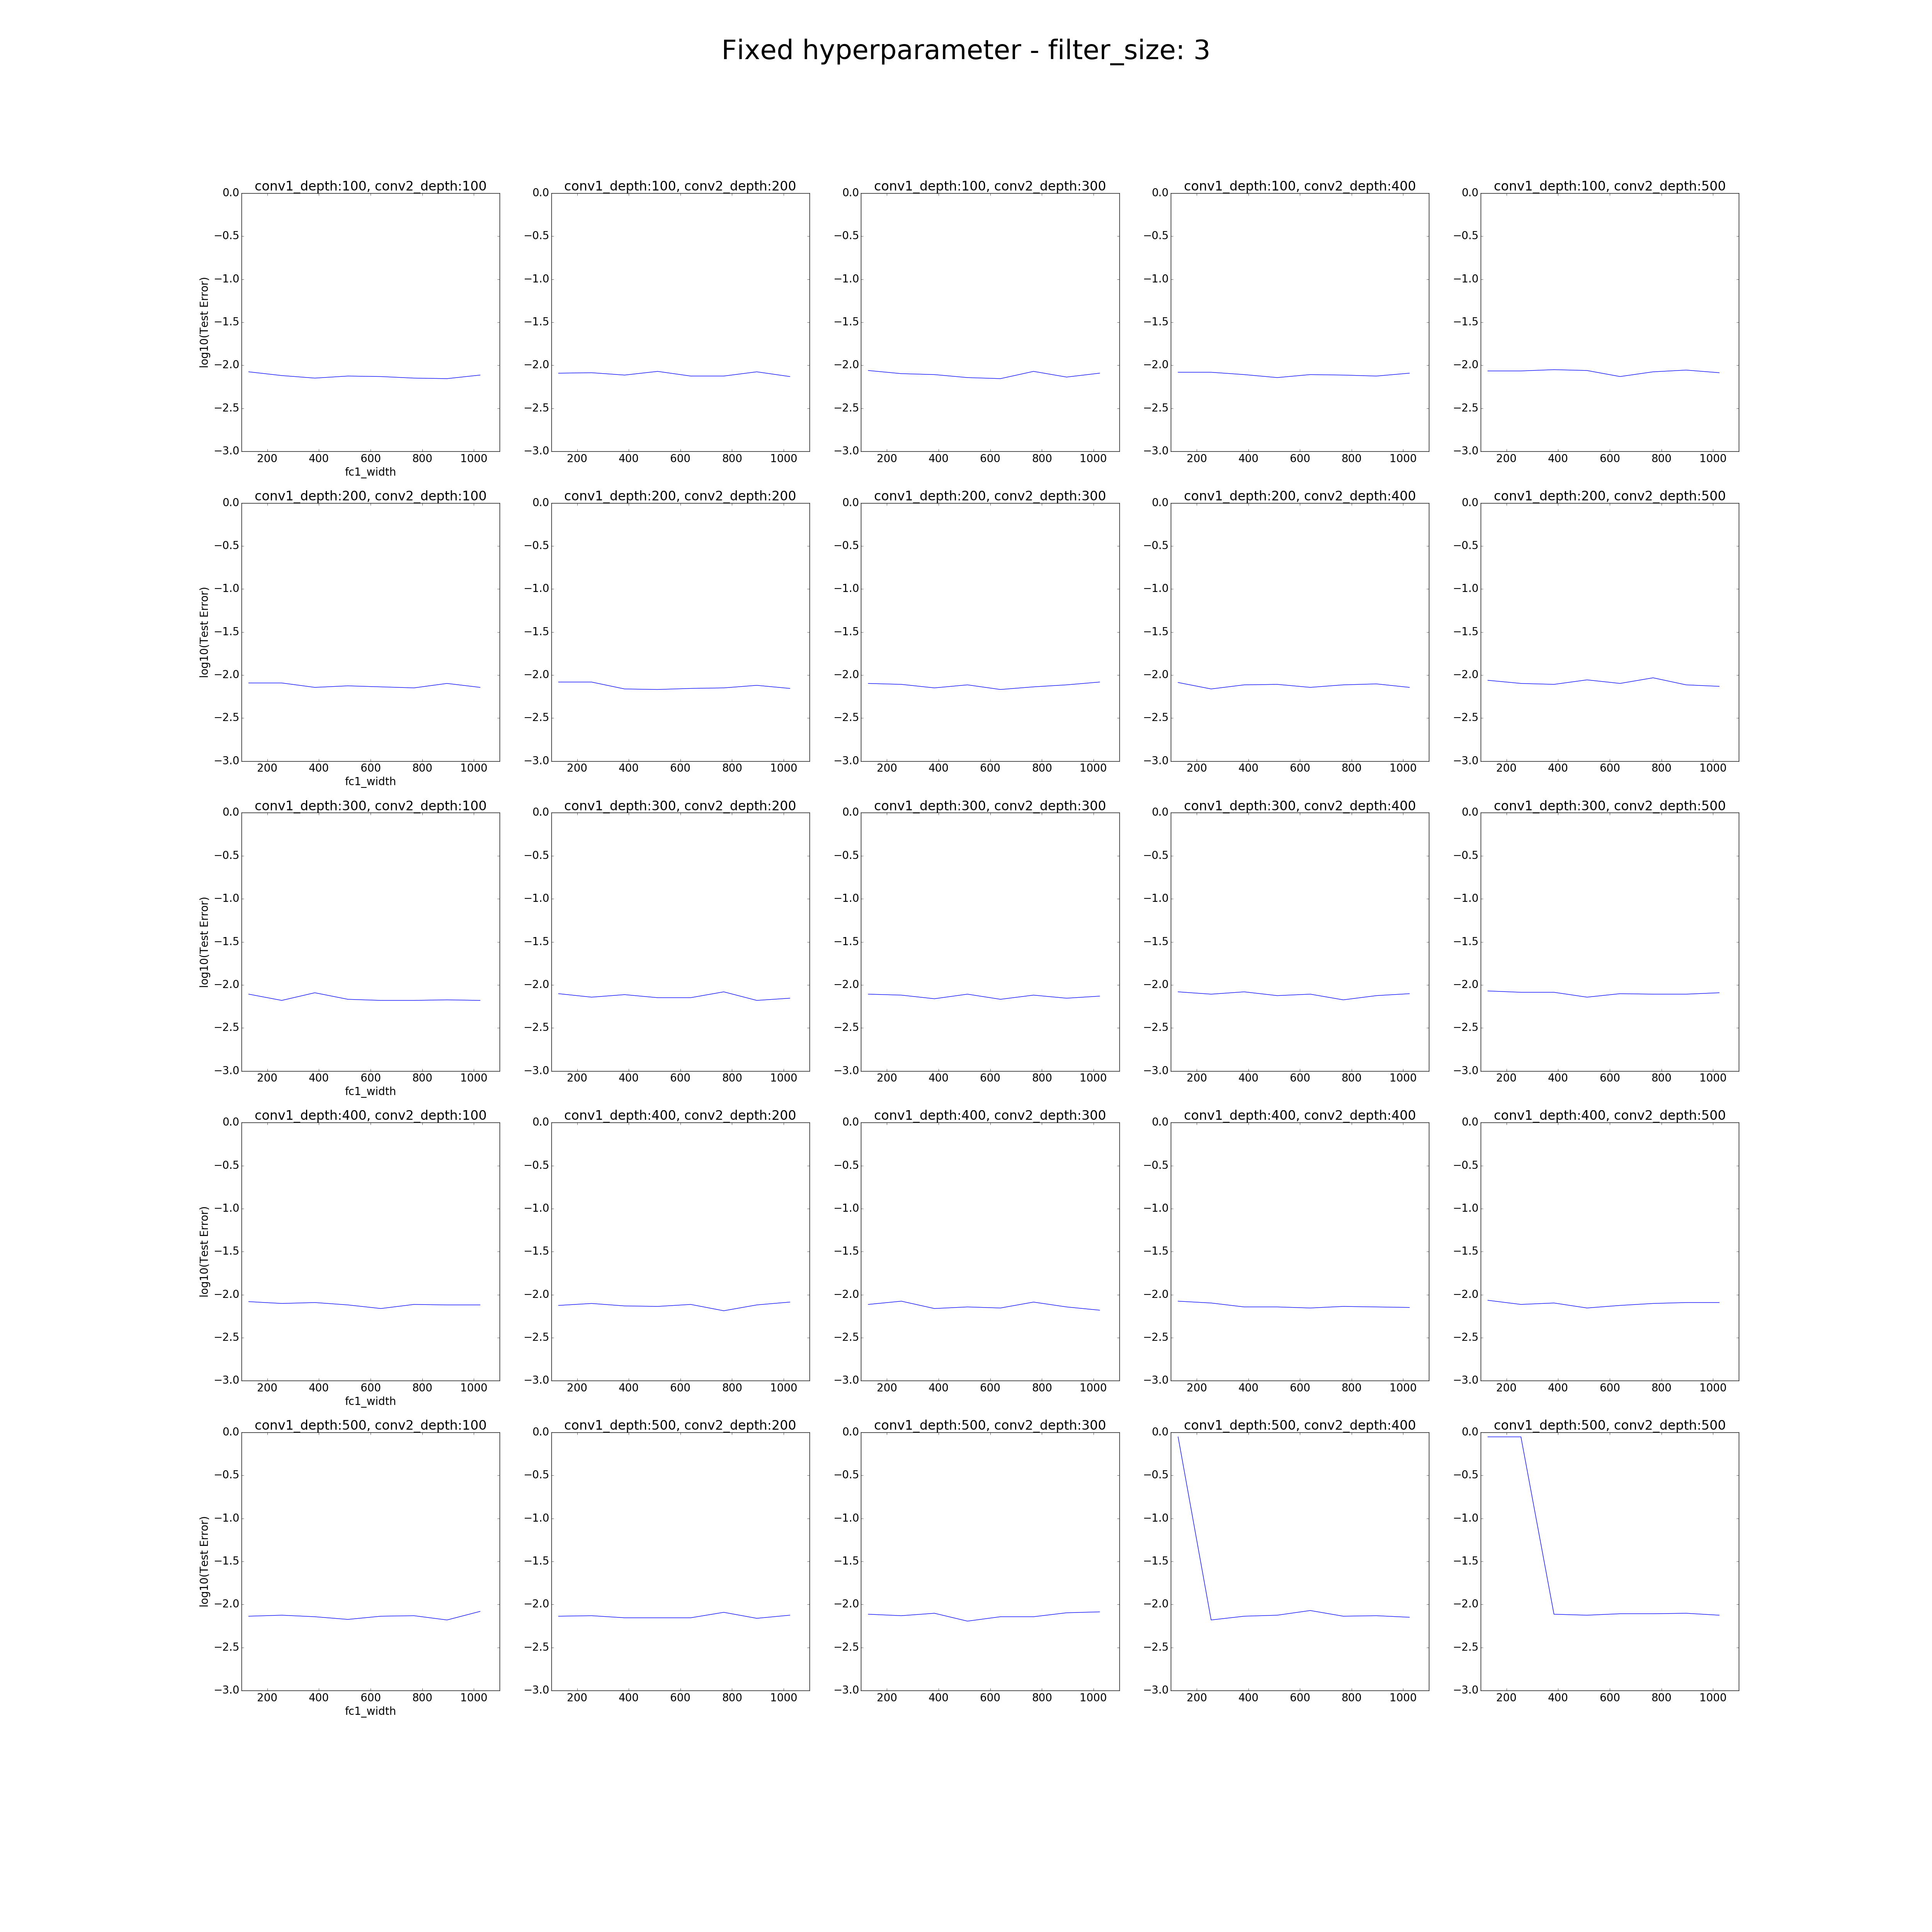 Fixed hyperparameter - filter_size: 3
conv1_depth:100, conv2_depth:100 conv1_depth:100, conv2_depth:200 conv1_depth:100, conv2_depth:300 conv1_depth:100, conv2_depth:400 conv1_depth:100, conv2_depth:500
0.0 0.0 0.0 0.0 0.0
−0.5 −0.5 −0.5 −0.5 −0.5
−1.0 −1.0 −1.0 −1.0 −1.0
log10(Test Error)
−1.5 −1.5 −1.5 −1.5 −1.5
−2.0 −2.0 −2.0 −2.0 −2.0
−2.5 −2.5 −2.5 −2.5 −2.5
−3.0 −3.0 −3.0 −3.0 −3.0
200 400 600 800 1000 200 400 600 800 1000 200 400 600 800 1000 200 400 600 800 1000 200 400 600 800 1000
fc1_width
conv1_depth:200, conv2_depth:100 conv1_depth:200, conv2_depth:200 conv1_depth:200, conv2_depth:300 conv1_depth:200, conv2_depth:400 conv1_depth:200, conv2_depth:500
0.0 0.0 0.0 0.0 0.0
−0.5 −0.5 −0.5 −0.5 −0.5
−1.0 −1.0 −1.0 −1.0 −1.0
log10(Test Error)
−1.5 −1.5 −1.5 −1.5 −1.5
−2.0 −2.0 −2.0 −2.0 −2.0
−2.5 −2.5 −2.5 −2.5 −2.5
−3.0 −3.0 −3.0 −3.0 −3.0
200 400 600 800 1000 200 400 600 800 1000 200 400 600 800 1000 200 400 600 800 1000 200 400 600 800 1000
fc1_width
conv1_depth:300, conv2_depth:100 conv1_depth:300, conv2_depth:200 conv1_depth:300, conv2_depth:300 conv1_depth:300, conv2_depth:400 conv1_depth:300, conv2_depth:500
0.0 0.0 0.0 0.0 0.0
−0.5 −0.5 −0.5 −0.5 −0.5
−1.0 −1.0 −1.0 −1.0 −1.0
log10(Test Error)
−1.5 −1.5 −1.5 −1.5 −1.5
−2.0 −2.0 −2.0 −2.0 −2.0
−2.5 −2.5 −2.5 −2.5 −2.5
−3.0 −3.0 −3.0 −3.0 −3.0
200 400 600 800 1000 200 400 600 800 1000 200 400 600 800 1000 200 400 600 800 1000 200 400 600 800 1000
fc1_width
conv1_depth:400, conv2_depth:100 conv1_depth:400, conv2_depth:200 conv1_depth:400, conv2_depth:300 conv1_depth:400, conv2_depth:400 conv1_depth:400, conv2_depth:500
0.0 0.0 0.0 0.0 0.0
−0.5 −0.5 −0.5 −0.5 −0.5
−1.0 −1.0 −1.0 −1.0 −1.0
log10(Test Error)
−1.5 −1.5 −1.5 −1.5 −1.5
−2.0 −2.0 −2.0 −2.0 −2.0
−2.5 −2.5 −2.5 −2.5 −2.5
−3.0 −3.0 −3.0 −3.0 −3.0
200 400 600 800 1000 200 400 600 800 1000 200 400 600 800 1000 200 400 600 800 1000 200 400 600 800 1000
fc1_width
conv1_depth:500, conv2_depth:100 conv1_depth:500, conv2_depth:200 conv1_depth:500, conv2_depth:300 conv1_depth:500, conv2_depth:400 conv1_depth:500, conv2_depth:500
0.0 0.0 0.0 0.0 0.0
−0.5 −0.5 −0.5 −0.5 −0.5
−1.0 −1.0 −1.0 −1.0 −1.0
log10(Test Error)
−1.5 −1.5 −1.5 −1.5 −1.5
−2.0 −2.0 −2.0 −2.0 −2.0
−2.5 −2.5 −2.5 −2.5 −2.5
−3.0 −3.0 −3.0 −3.0 −3.0
200 400 600 800 1000 200 400 600 800 1000 200 400 600 800 1000 200 400 600 800 1000 200 400 600 800 1000
fc1_width